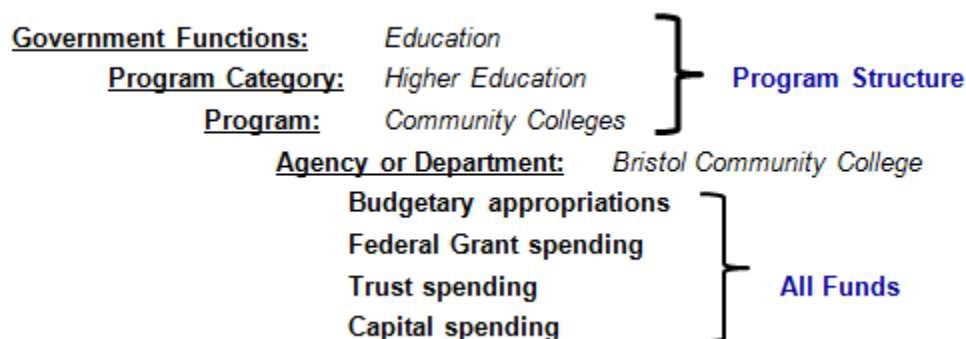 Government Functions: Education
Program Category: Higher Education
Program Structure
Program: Community Colleges
Agency or Department: Bristol Community College
Budgetary appropriations
Federal Grant spending
Trust spending
All Funds
Capital spending